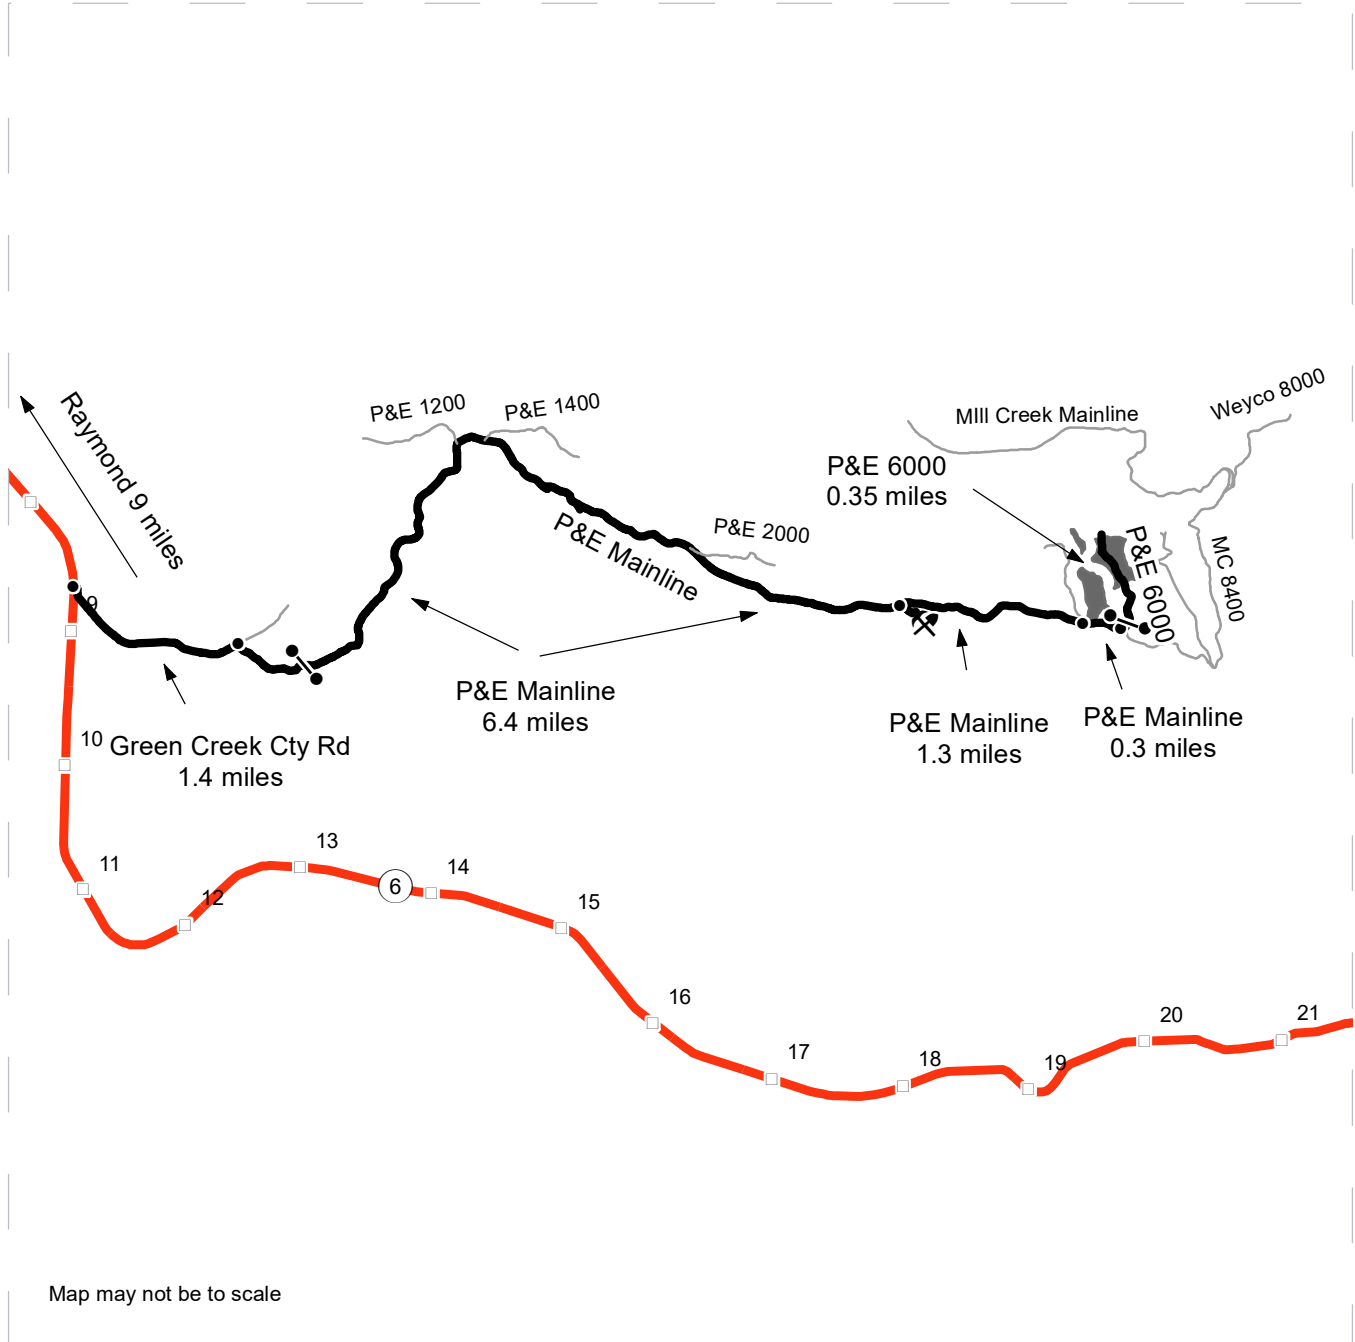 Weyco 8000
P&E 1200
P&E 1400
MIll Creek Mainline
Raymond 9 miles
P&E 6000
0.35 miles
P&E Mainline
P&E 2000
P&E 6000
MC 8400
9
P&E Mainline
6.4 miles
P&E Mainline
1.3 miles
P&E Mainline
0.3 miles
10
Green Creek Cty Rd
1.4 miles
11
12
13
6
14
15
16
17
18
19
20
21
Map may not be to scale